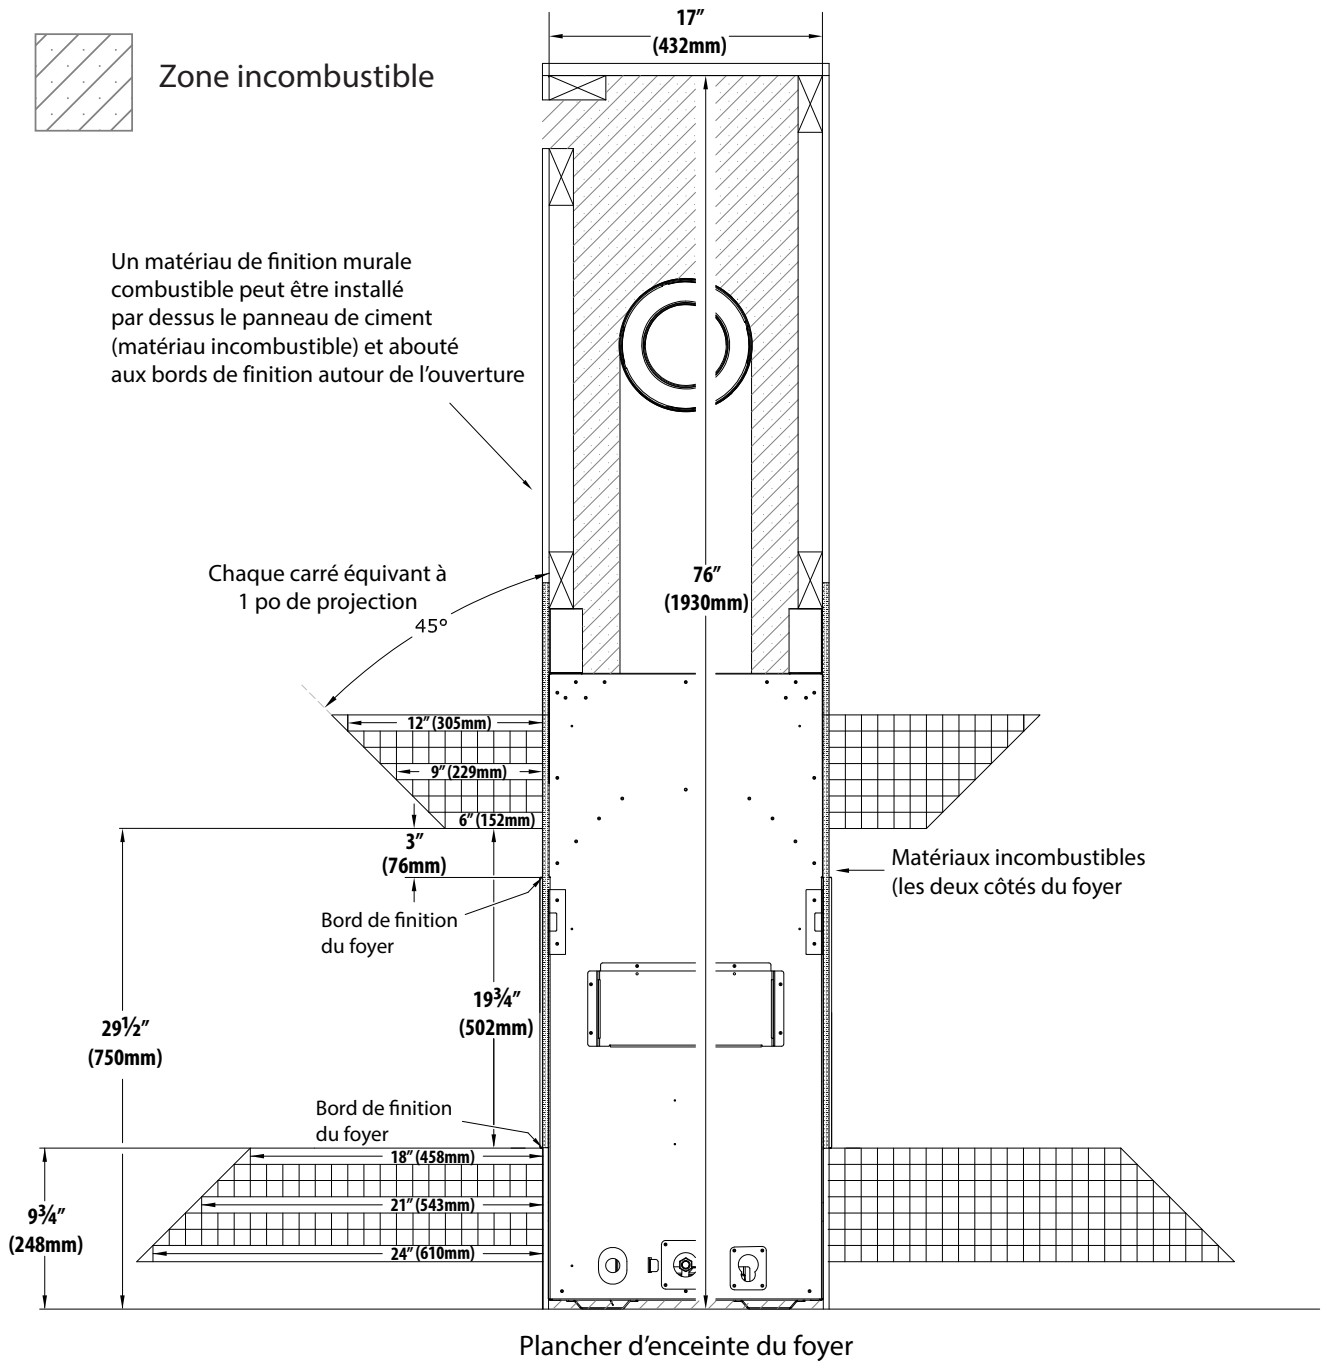 17″
(432mm)
Zone incombustible
Un matériau de finition murale
combustible peut être installé
par dessus le panneau de ciment
(matériau incombustible) et abouté
aux bords de finition autour de l’ouverture
Chaque carré équivant à
1 po de projection
45°
76″
(1930mm)
12″ (305mm)
9″ (229mm)
6″ (152mm)
3″
(76mm)
Matériaux incombustibles
(les deux côtés du foyer
Bord de finition
du foyer
19¾″
(502mm)
29½″
(750mm)
Bord de finition
du foyer
18″ (458mm)
21″ (543mm)
24″ (610mm)
9¾″
(248mm)
Plancher d’enceinte du foyer